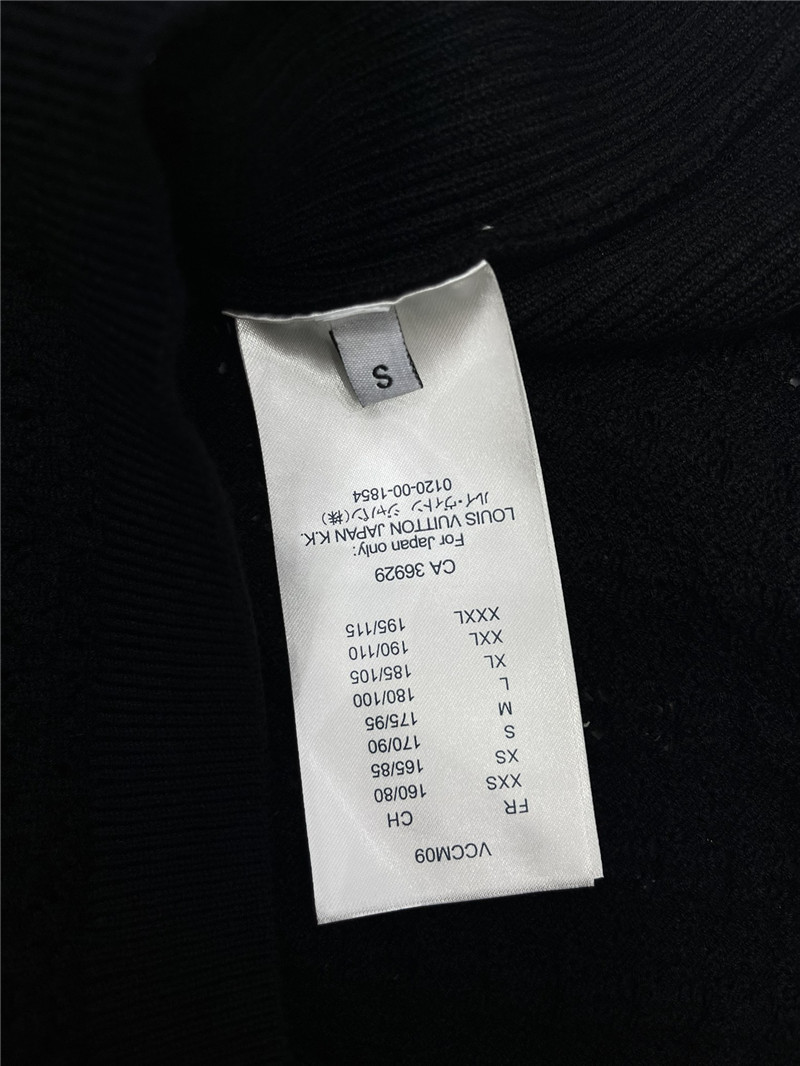 VCCM09
FR CH
XXS 160/80
XS 165/85
S 170/90
M 175/95
L 180/100
XL 185/105
XXL 190/110
XXXL 195/115
CA 36929
For Japan only:
LOUIS VUITTON JAPAN K.K.
ルイ・ヴィトン ジャパン(株)
0120-00-1854
S